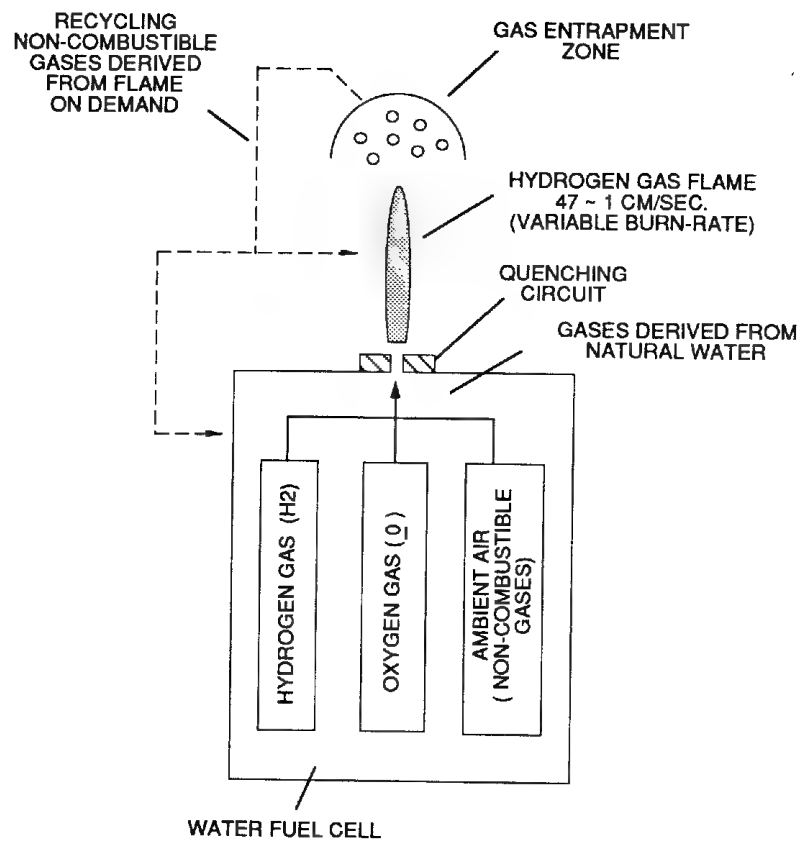 RECYCLING
NON-COMBUSTIBLE
GASES DERIVED
FROM FLAME
ON DEMAND
GAS ENTRAPMENT
ZONE
HYDROGEN GAS FLAME
47 ~ 1 CM/SEC.
(VARIABLE BURN-RATE)
QUENCHING
CIRCUIT
GASES DERIVED FROM
NATURAL WATER
HYDROGEN GAS (H2)
OXYGEN GAS (0)
AMBIENT AIR
( NON-COMBUSTIBLE
GASES)
WATER FUEL CELL